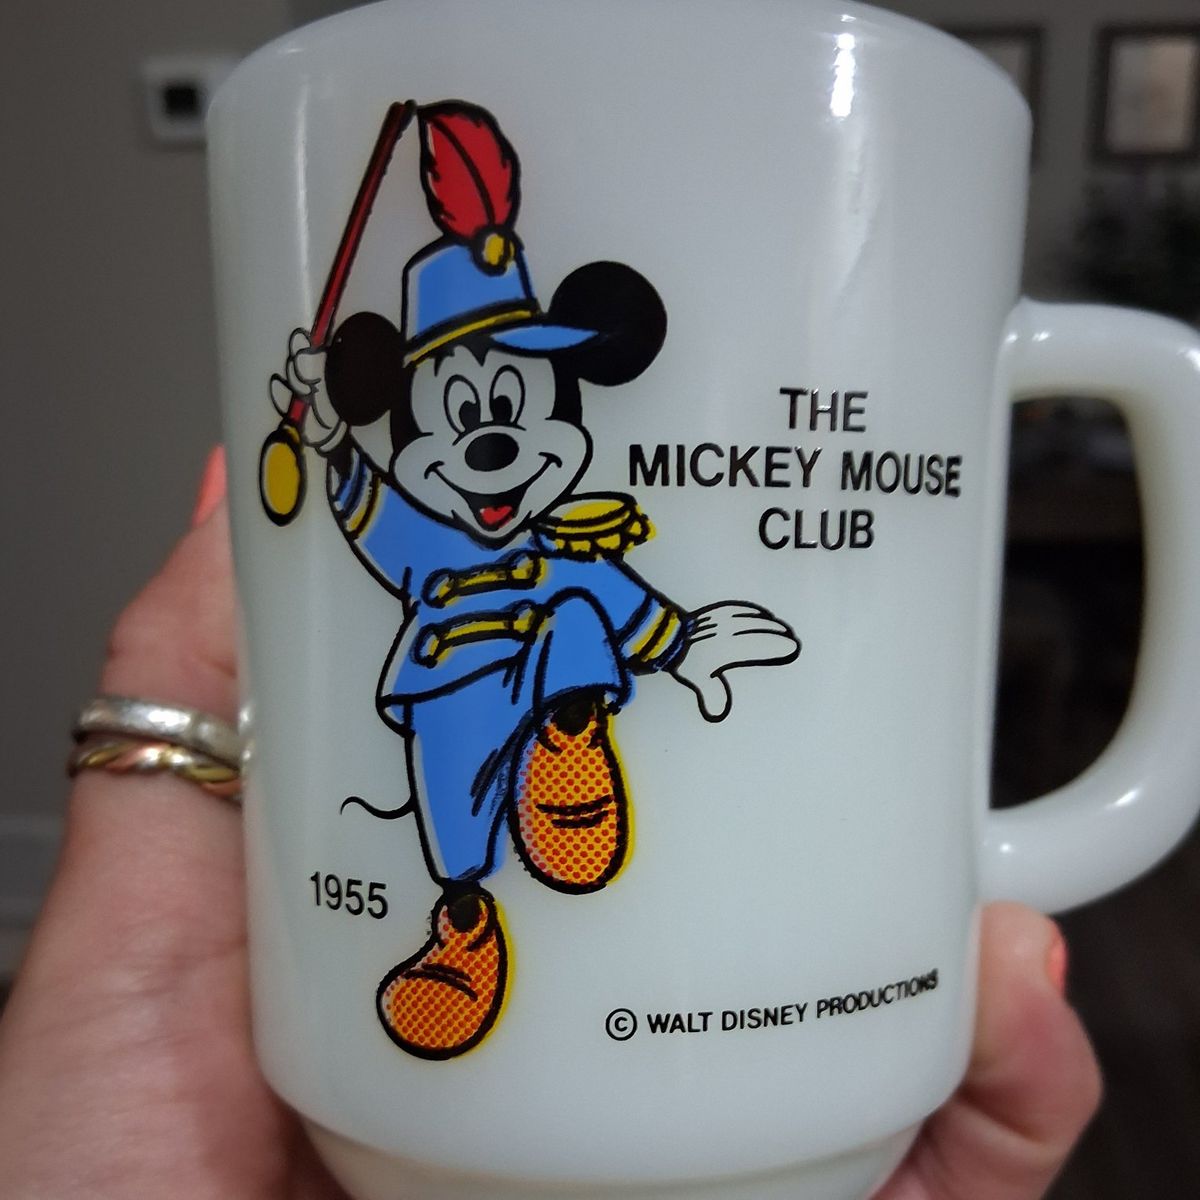 THE
MICKEY MOUSE
CLUB
1955
© WALT DISNEY PRODUCTIONS